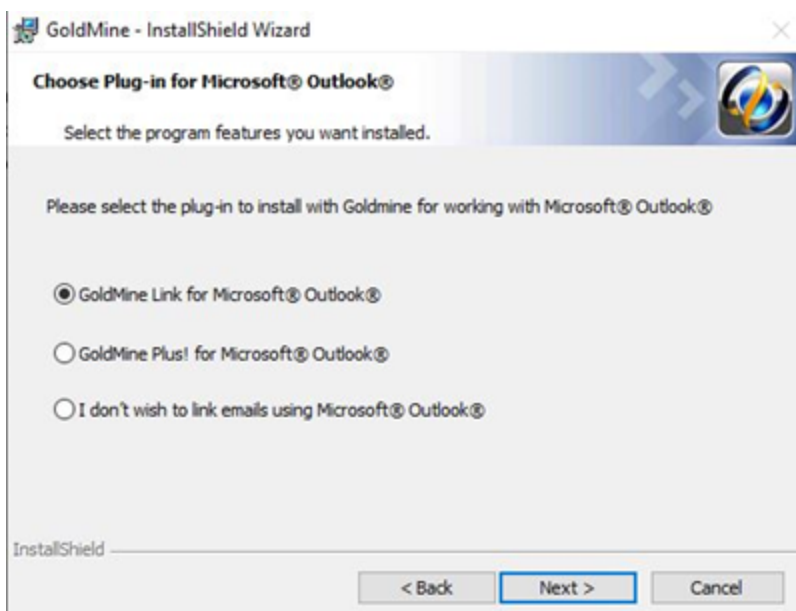 GoldMine - InstallShield Wizard
Choose Plug-in for Microsoft® Outlook®
Select the program features you want installed.
Please select the plug-in to install with Goldmine for working with Microsoft® Outlook®
GoldMine Link for Microsoft® Outlook®
GoldMine Plus! for Microsoft® Outlook®
I don't wish to link emails using Microsoft® Outlook®
InstallShield
< Back Next > Cancel